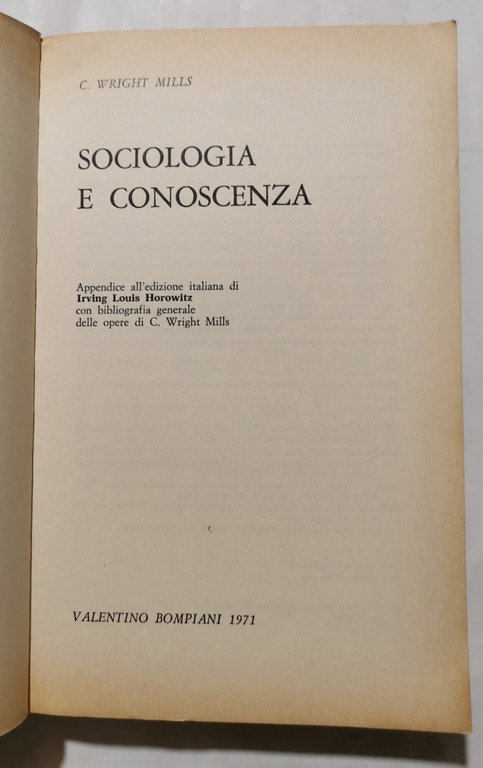 C. WRIGHT MILLS
SOCIOLOGIA
E CONOSCENZA
Appendice all'edizione italiana di
Irving Louis Horowitz
con bibliografia generale
delle opere di C. Wright Mills
VALENTINO BOMPIANI 1971